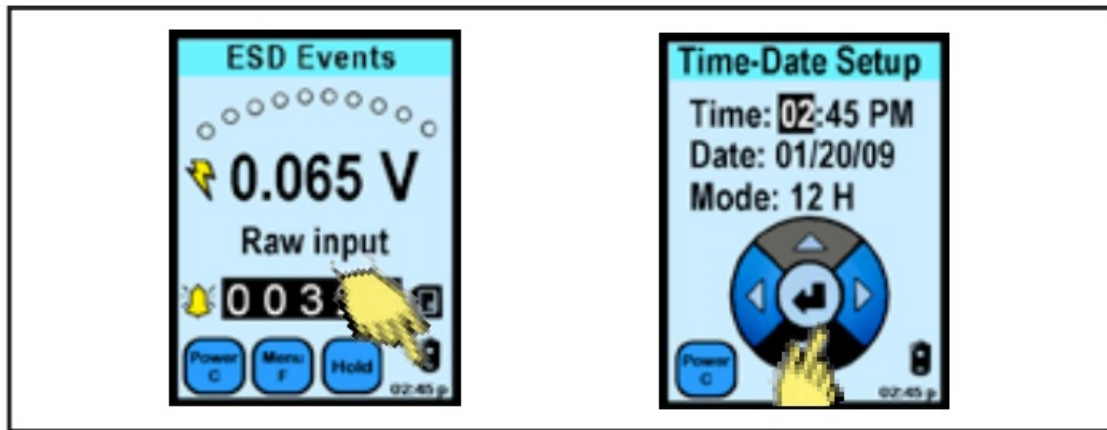 ESD Events
0.065 V
Raw input
0 0 3
Power C
Menu F
Hold
02:45 p
Time-Date Setup
Time: 02:45 PM
Date: 01/20/09
Mode: 12 H
Power C
02:45 p